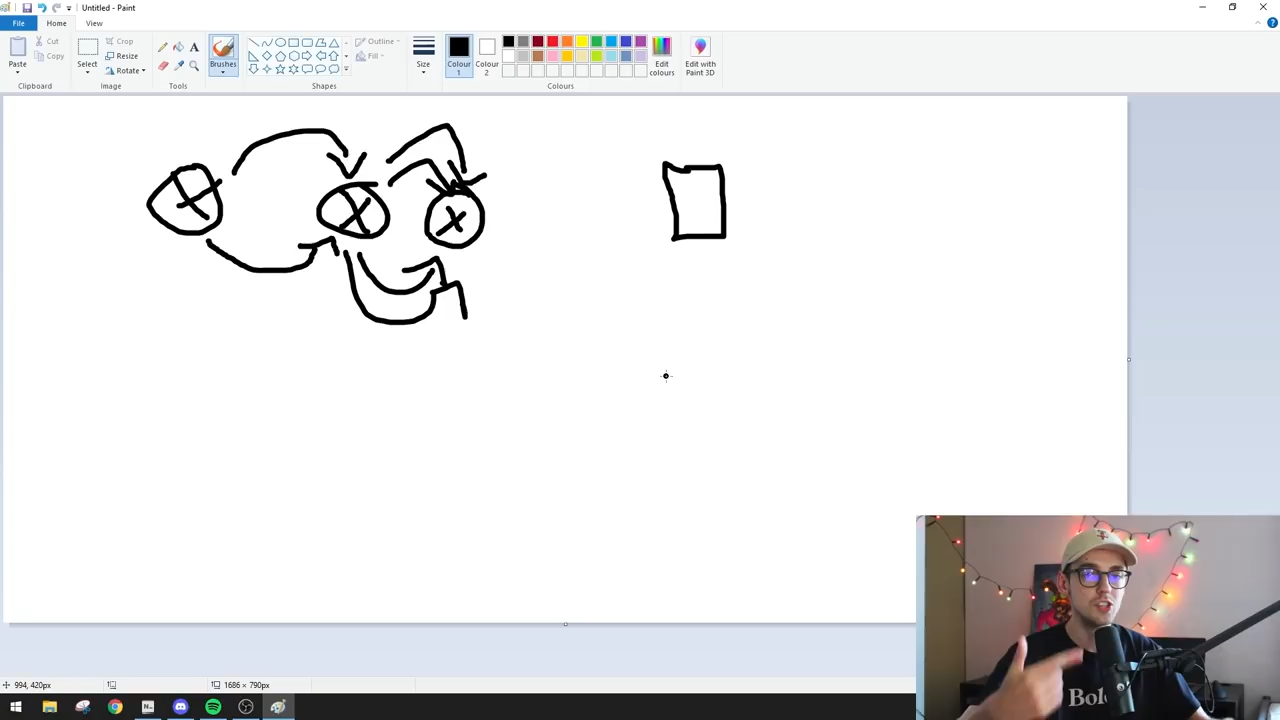 Untitled - Paint
File
Home
View
Paste
Cut
Copy
Clipboard
Select
Crop
Resize
Rotate
Image
A
Tools
Brushes
Shapes
Outline
Fill
Size
Colour
1
Colour
2
Edit
colours
Colours
Edit with
Paint 3D
994, 420px
1686 × 790px